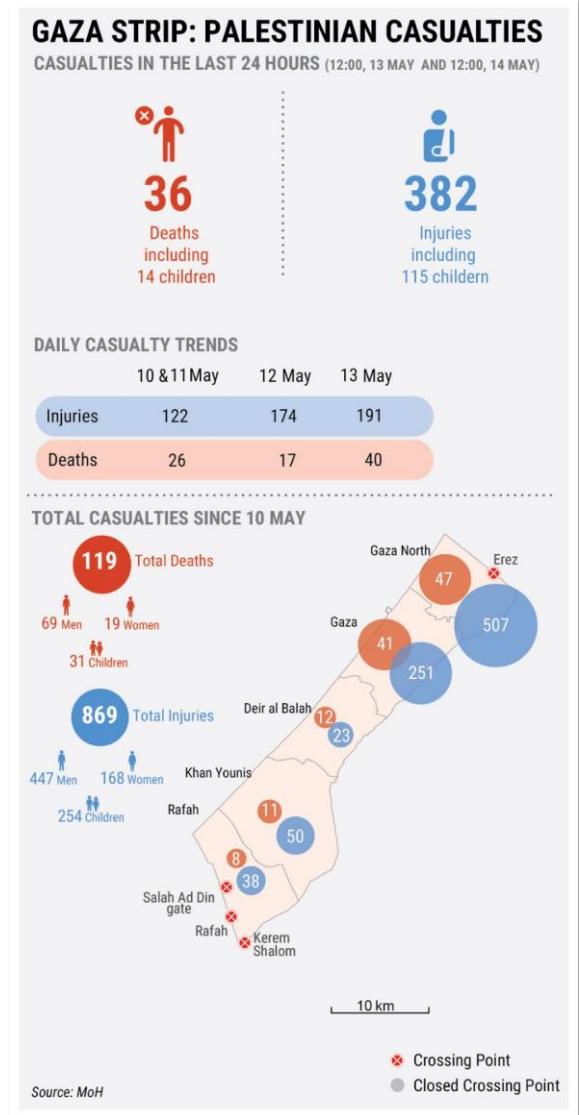 GAZA STRIP: PALESTINIAN CASUALTIES
CASUALTIES IN THE LAST 24 HOURS (12:00, 13 MAY AND 12:00, 14 MAY)
36
Deaths
including
14 children
382
Injuries
including
115 childern
DAILY CASUALTY TRENDS
10 &11May 12 May 13 May
Injuries 122 174 191
Deaths 26 17 40
TOTAL CASUALTIES SINCE 10 MAY
119 Total Deaths
69 Men 19 Women
31 Children
869 Total Injuries
447 Men 168 Women
254 Children
Gaza North
47
Erez
507
Gaza
41
251
Deir al Balah
12
23
Khan Younis
11
50
Rafah
8
38
Salah Ad Din
gate
Rafah
Kerem
Shalom
10 km
Crossing Point
Closed Crossing Point
Source: MoH